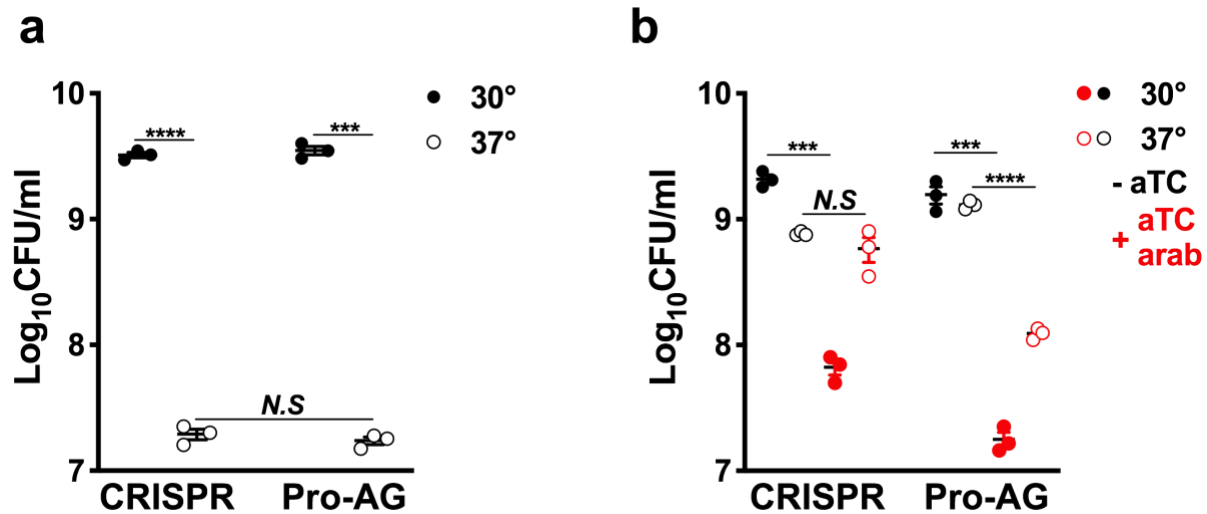 a
b
Log10CFU/ml
10
9
8
7
****
***
N.S
CRISPR
Pro-AG
30°
37°
Log10CFU/ml
10
9
8
7
***
N.S
***
****
CRISPR
Pro-AG
30°
37°
- aTC
+ aTC
arab